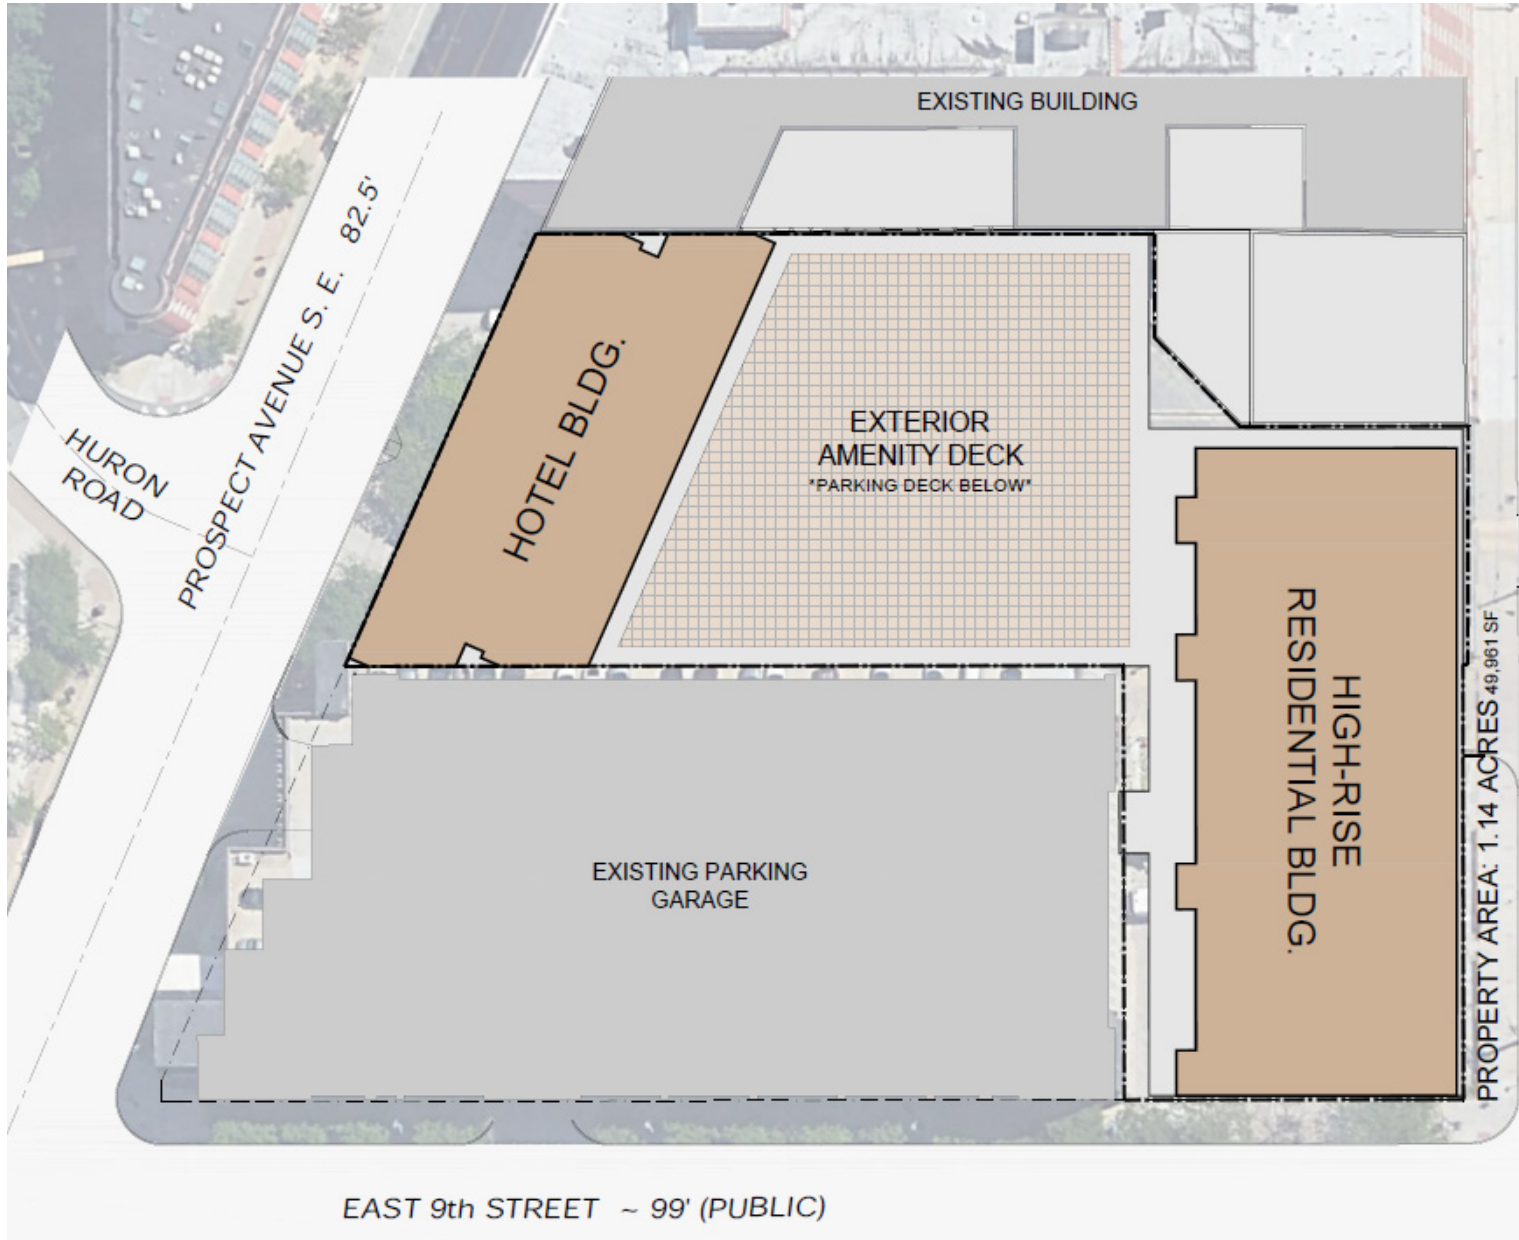 EXISTING BUILDING
PROSPECT AVENUE S. E. 82.5'
HURON
ROAD
HOTEL BLDG.
EXTERIOR
AMENITY DECK
*PARKING DECK BELOW*
HIGH-RISE
RESIDENTIAL BLDG.
PROPERTY AREA: 1.14 ACRES 49,961 SF
EXISTING PARKING
GARAGE
EAST 9th STREET ~ 99' (PUBLIC)